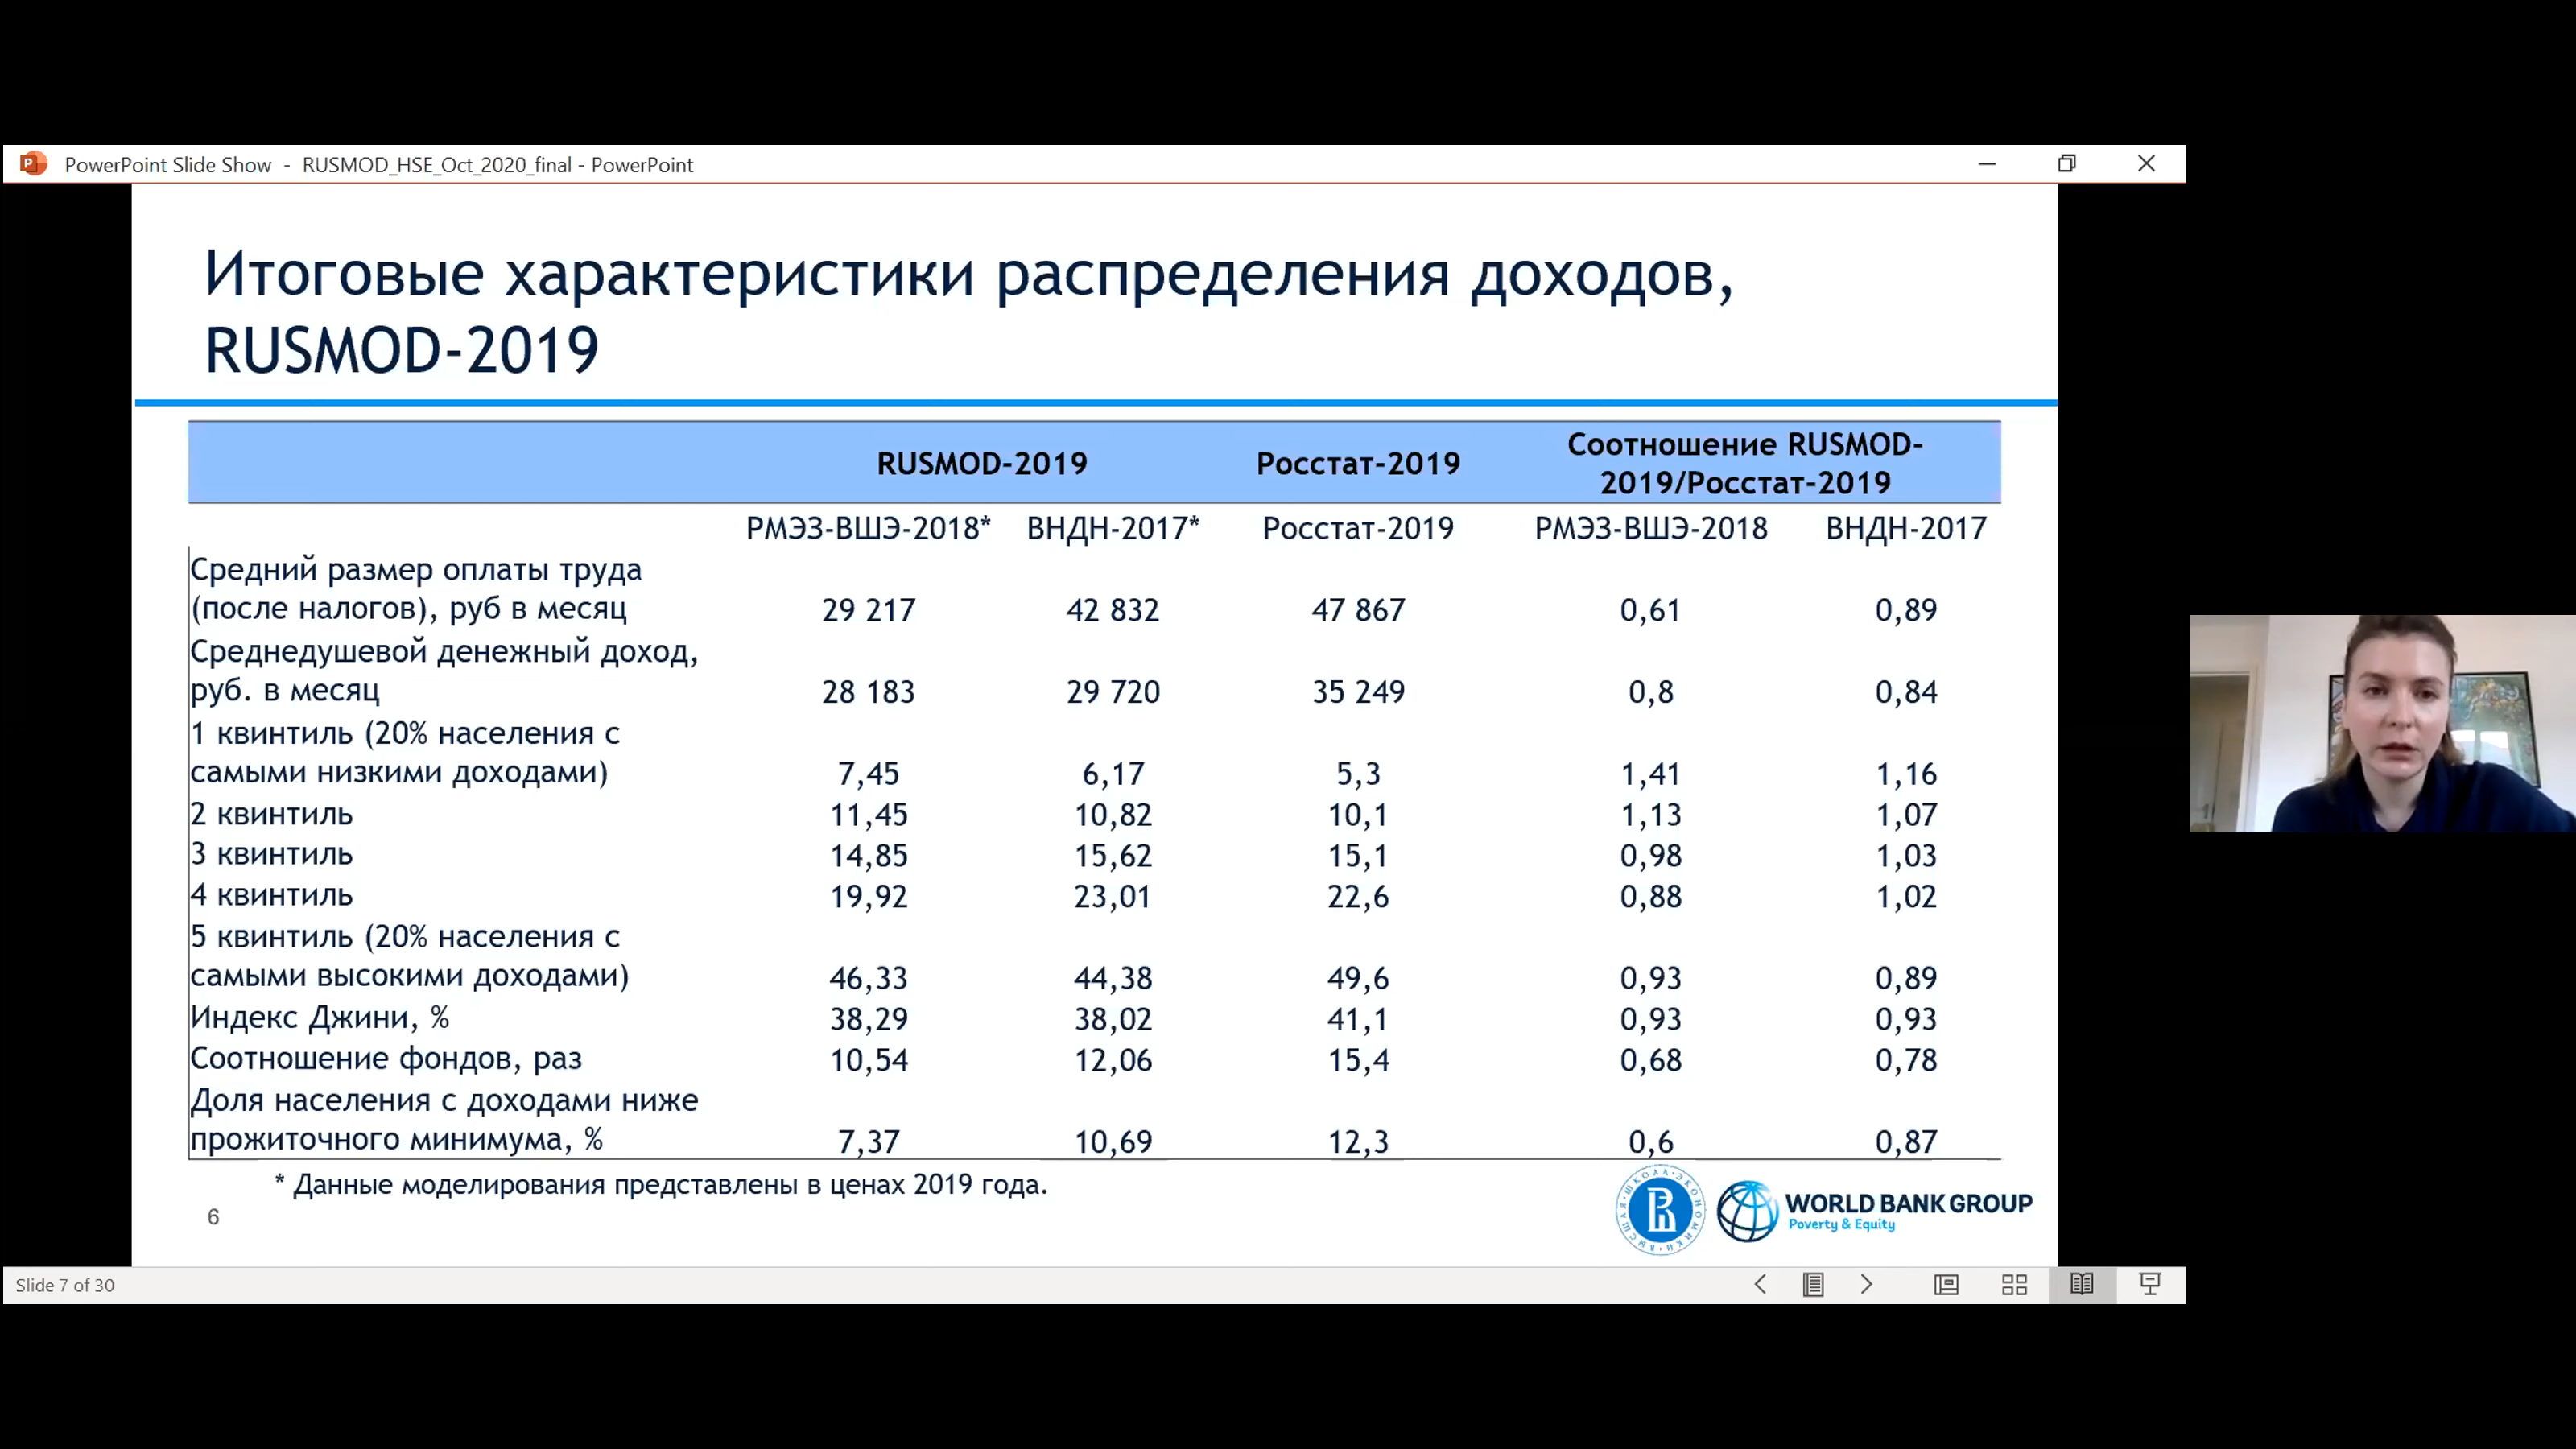 PowerPoint Slide Show - RUSMOD_HSE_Oct_2020_final - PowerPoint
Итоговые характеристики распределения доходов,
RUSMOD-2019
RUSMOD-2019 Росстат-2019 Соотношение RUSMOD-
2019/Росстат-2019
РМЭЗ-ВШЭ-2018* ВНДН-2017* Росстат-2019 РМЭЗ-ВШЭ-2018 ВНДН-2017
Средний размер оплаты труда
(после налогов), руб в месяц 29 217 42 832 47 867 0,61 0,89
Среднедушевой денежный доход,
руб. в месяц 28 183 29 720 35 249 0,8 0,84
1 квинтиль (20% населения с
самыми низкими доходами) 7,45 6,17 5,3 1,41 1,16
2 квинтиль 11,45 10,82 10,1 1,13 1,07
3 квинтиль 14,85 15,62 15,1 0,98 1,03
4 квинтиль 19,92 23,01 22,6 0,88 1,02
5 квинтиль (20% населения с
самыми высокими доходами) 46,33 44,38 49,6 0,93 0,89
Индекс Джини, % 38,29 38,02 41,1 0,93 0,93
Соотношение фондов, раз 10,54 12,06 15,4 0,68 0,78
Доля населения с доходами ниже
прожиточного минимума, % 7,37 10,69 12,3 0,6 0,87
* Данные моделирования представлены в ценах 2019 года.
6
ВЫСШАЯ ШКОЛА ЭКОНОМИКИ
WORLD BANK GROUP
Poverty & Equity
Slide 7 of 30